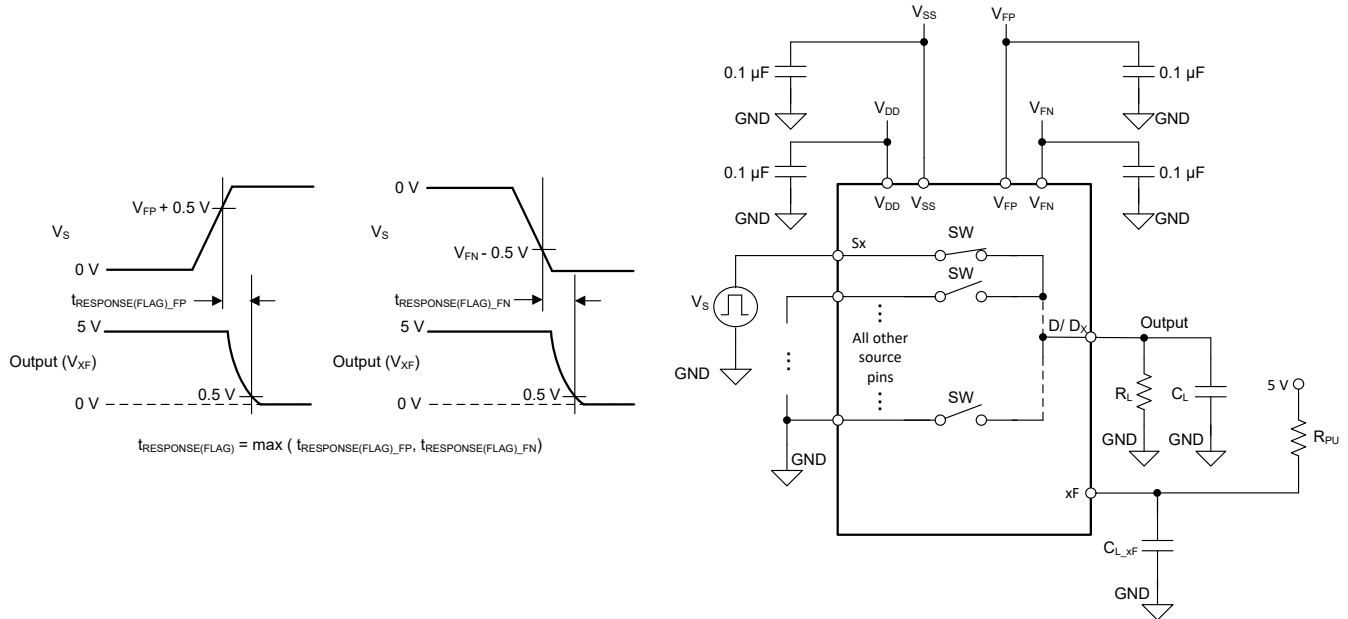 V_FP + 0.5 V
V_S
0 V
t_RESPONSE(FLAG)_FP
5 V
Output (V_XF)
0.5 V
0 V
0 V
V_S
V_FN - 0.5 V
t_RESPONSE(FLAG)_FN
5 V
Output (V_XF)
0.5 V
0 V
t_RESPONSE(FLAG) = max ( t_RESPONSE(FLAG)_FP, t_RESPONSE(FLAG)_FN)
V_SS
V_FP
0.1 µF
0.1 µF
GND
V_DD
V_FN
GND
0.1 µF
0.1 µF
GND
V_DD
V_SS
V_FP
V_FN
GND
Sx
SW
SW
V_S
GND
All other
source
pins
SW
GND
D/ D_X
Output
R_L
C_L
GND
GND
5 V
R_PU
xF
C_L_xF
GND